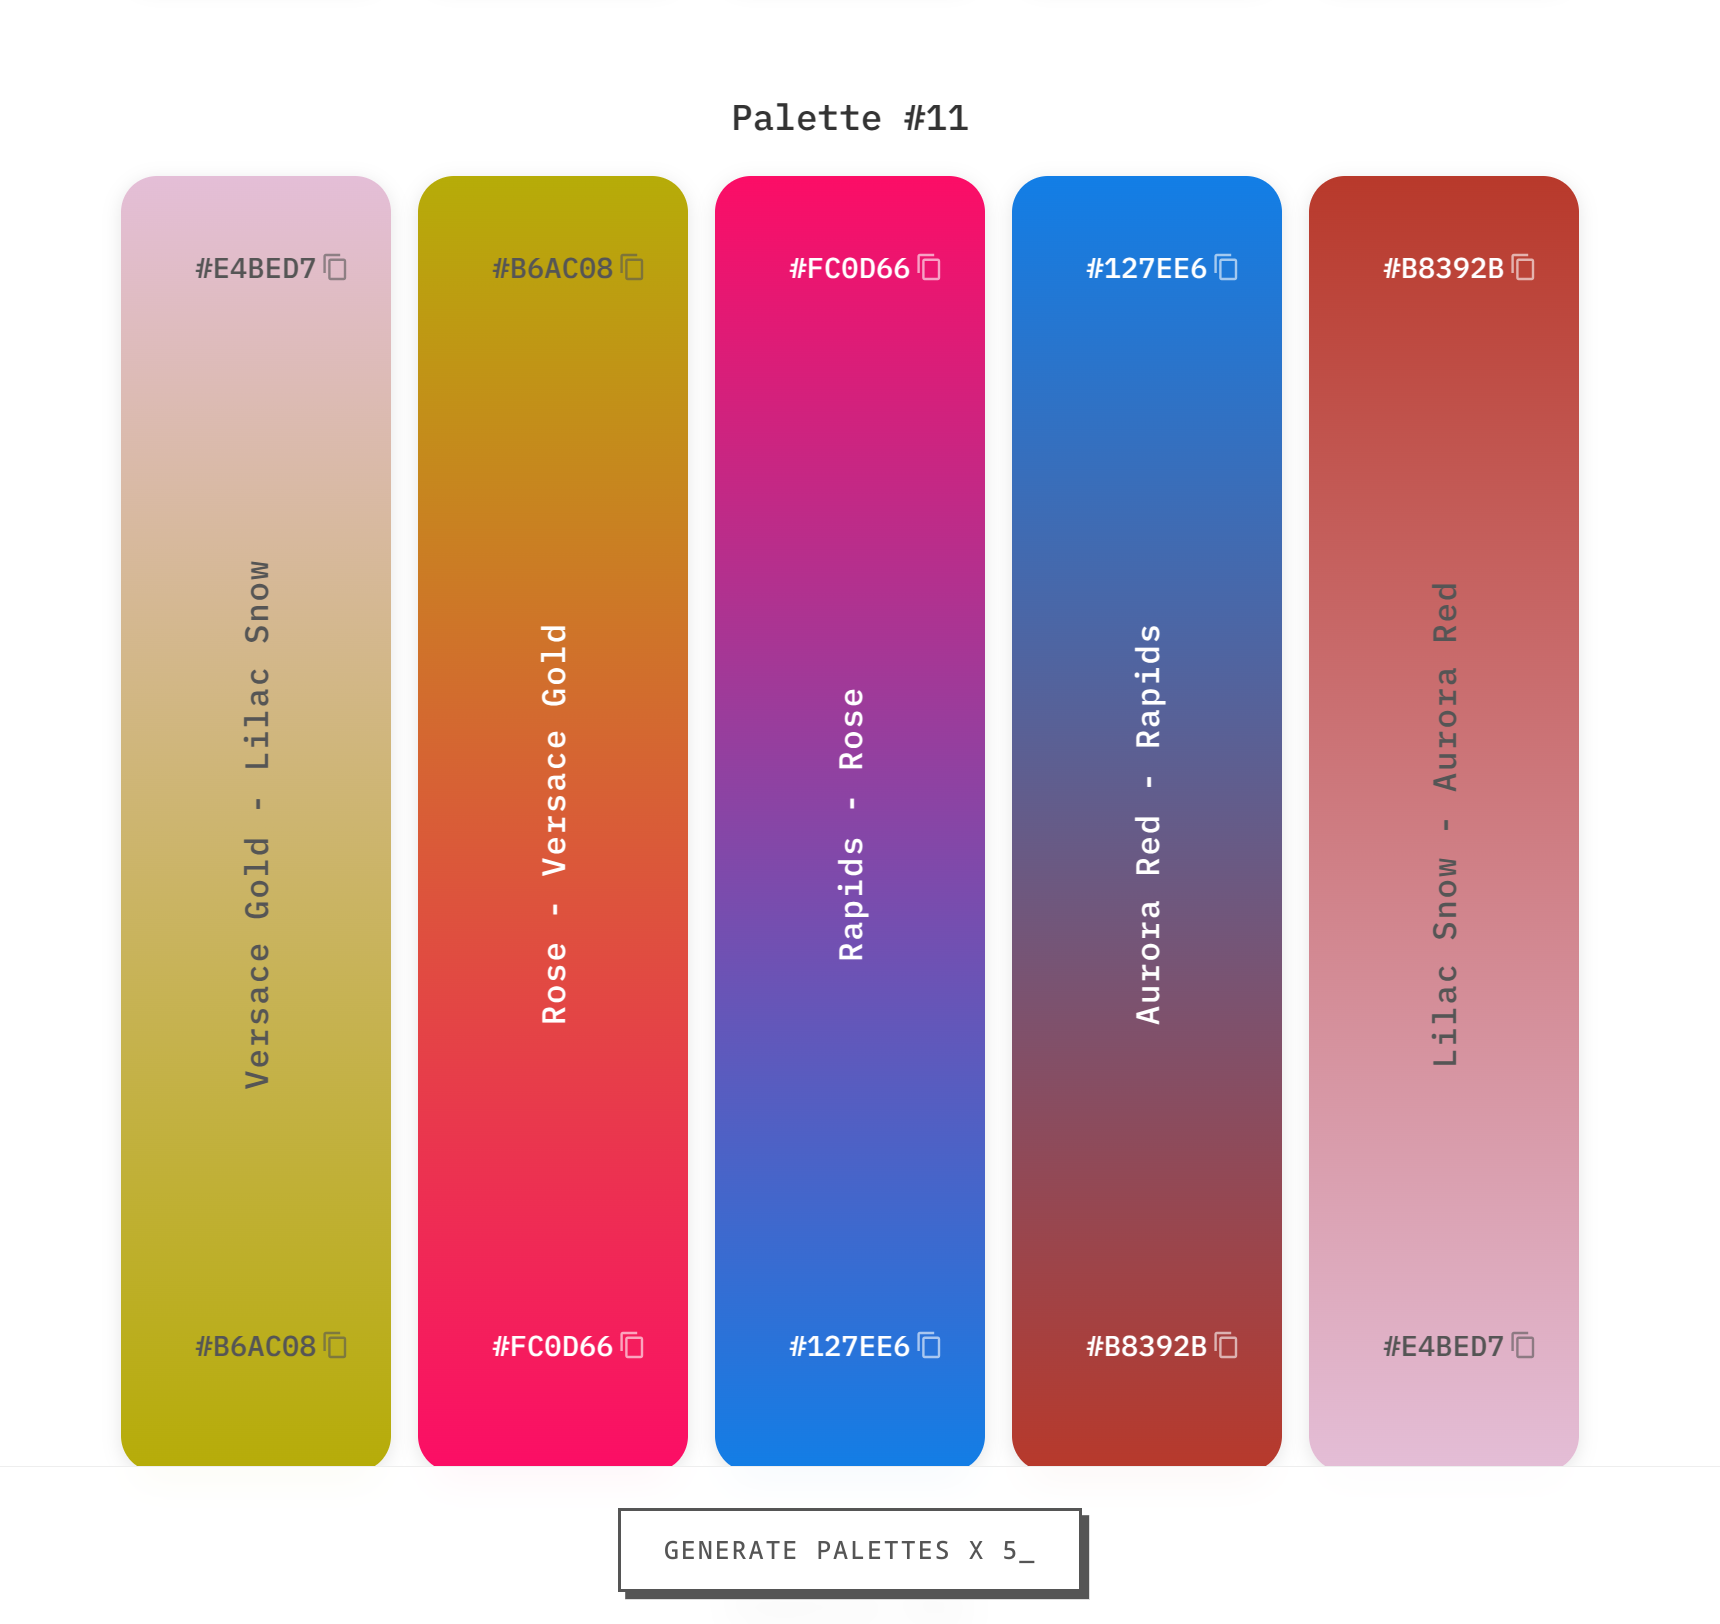 Palette #11
#E4BED7
#B6AC08
#FC0D66
#127EE6
#B8392B
Versace Gold - Lilac Snow
Rose - Versace Gold
Rapids - Rose
Aurora Red - Rapids
Lilac Snow - Aurora Red
#B6AC08
#FC0D66
#127EE6
#B8392B
#E4BED7
GENERATE PALETTES X 5_